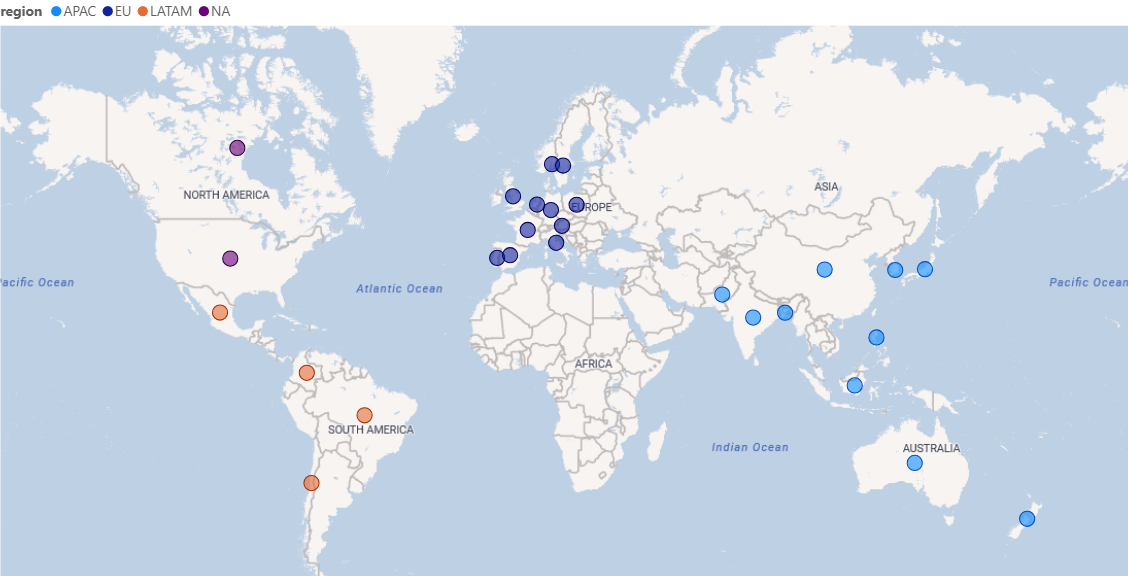 region APAC EU LATAM NA
ASIA
NORTH AMERICA
EUROPE
acific Ocean
Atlantic Ocean
Pacific Ocean
AFRICA
SOUTH AMERICA
Indian Ocean
AUSTRALIA